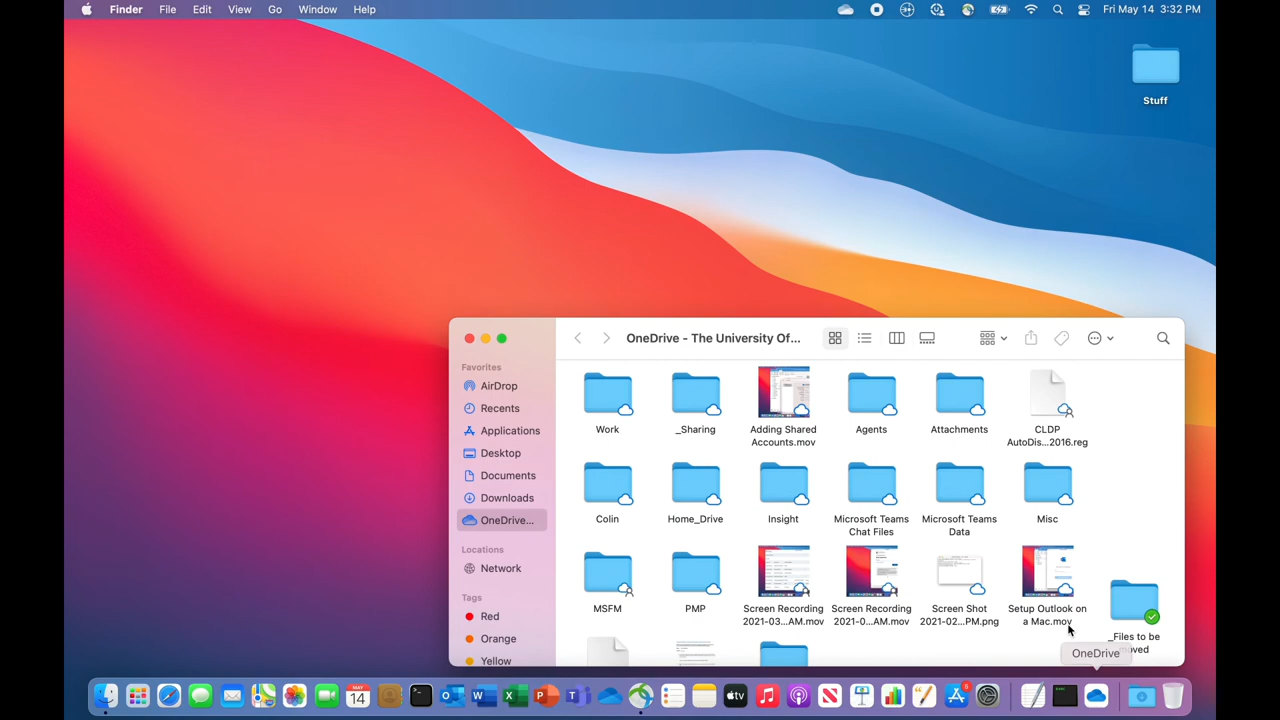 Finder File Edit View Go Window Help Fri May 14 3:32 PM
Stuff
OneDrive - The University Of...
Favorites
AirDrop
Recents
Applications
Desktop
Documents
Downloads
OneDrive...
Locations
Network
Tags
Red
Orange
Yellow
Work _Sharing Adding Shared Agents Attachments CLDP
Accounts.mov AutoDis...2016.reg
Colin Home_Drive Insight Microsoft Teams Microsoft Teams Misc
Chat Files Data
MSFM PMP Screen Recording Screen Recording Screen Shot Setup Outlook on
2021-03...AM.mov 2021-0...AM.mov 2021-02...PM.png a Mac.mov
_Files to be
OneDrive
MAY
14
6